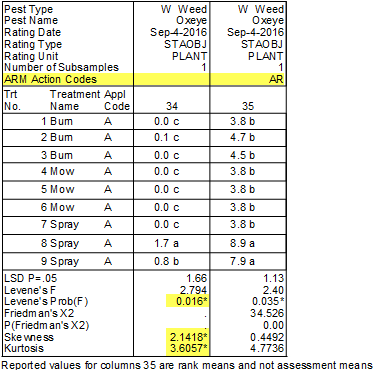 Pest Type W Weed W Weed
Pest Name Oxeye Oxeye
Rating Date Sep-4-2016 Sep-4-2016
Rating Type STAOBJ STAOBJ
Rating Unit PLANT PLANT
Number of Subsamples 1 1
ARM Action Codes AR
Trt Treatment Appl
No. Name Code 34 35
1 Burn A 0.0 c 3.8 b
2 Burn A 0.1 c 4.7 b
3 Burn A 0.0 c 4.5 b
4 Mow A 0.0 c 3.8 b
5 Mow A 0.0 c 3.8 b
6 Mow A 0.0 c 3.8 b
7 Spray A 0.0 c 3.8 b
8 Spray A 1.7 a 8.9 a
9 Spray A 0.8 b 7.9 a
LSD P=.05 1.66 1.13
Levene's F 2.794 2.40
Levene's Prob(F) 0.016* 0.035*
Friedman's X2 . 34.526
P(Friedman's X2) . 0.00
Skewness 2.1418* 0.4492
Kurtosis 3.6057* 4.7736
Reported values for columns 35 are rank means and not assessment means